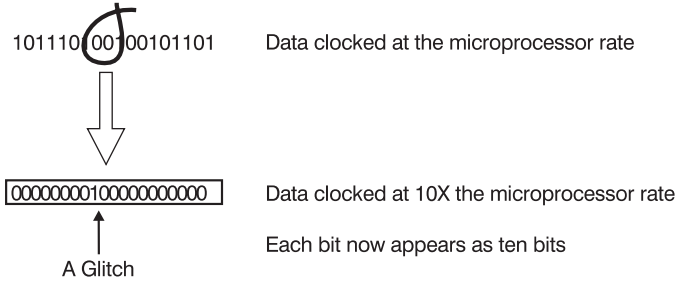 101110100100101101 Data clocked at the microprocessor rate
00000000100000000000 Data clocked at 10X the microprocessor rate
Each bit now appears as ten bits
A Glitch